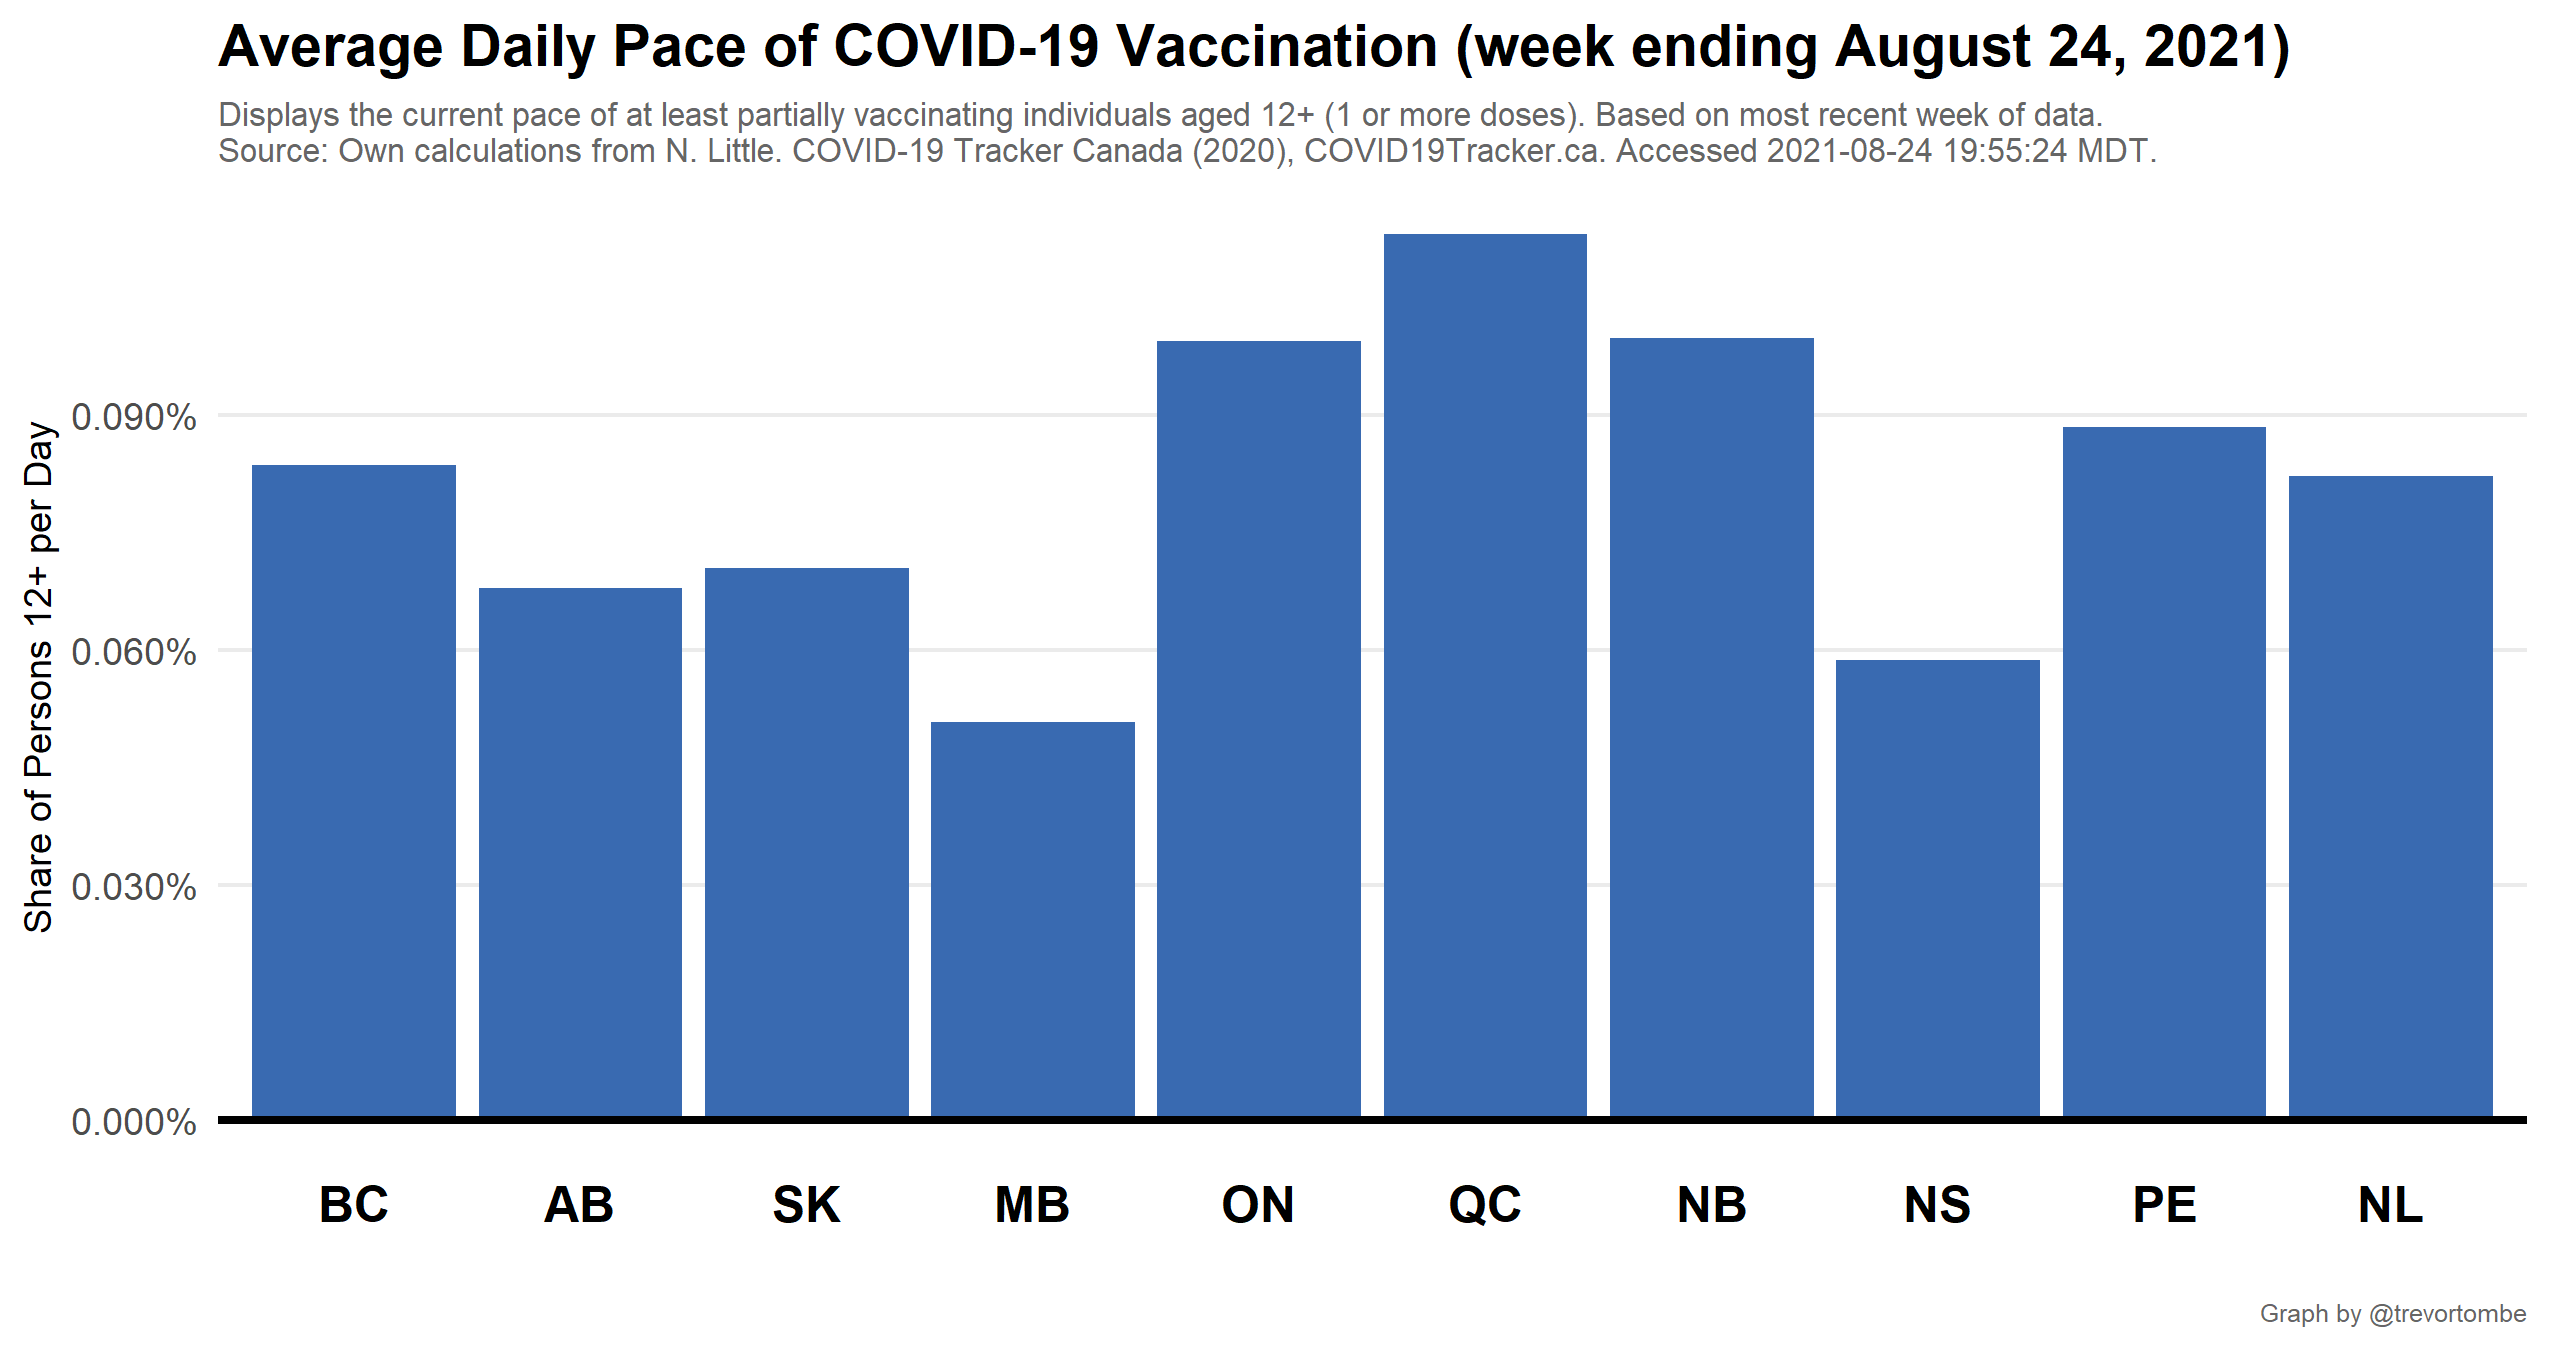 Average Daily Pace of COVID-19 Vaccination (week ending August 24, 2021)
Displays the current pace of at least partially vaccinating individuals aged 12+ (1 or more doses). Based on most recent week of data.
Source: Own calculations from N. Little. COVID-19 Tracker Canada (2020), COVID19Tracker.ca. Accessed 2021-08-24 19:55:24 MDT.
Share of Persons 12+ per Day
0.090%
0.060%
0.030%
0.000%
BC AB SK MB ON QC NB NS PE NL
Graph by @trevortombe